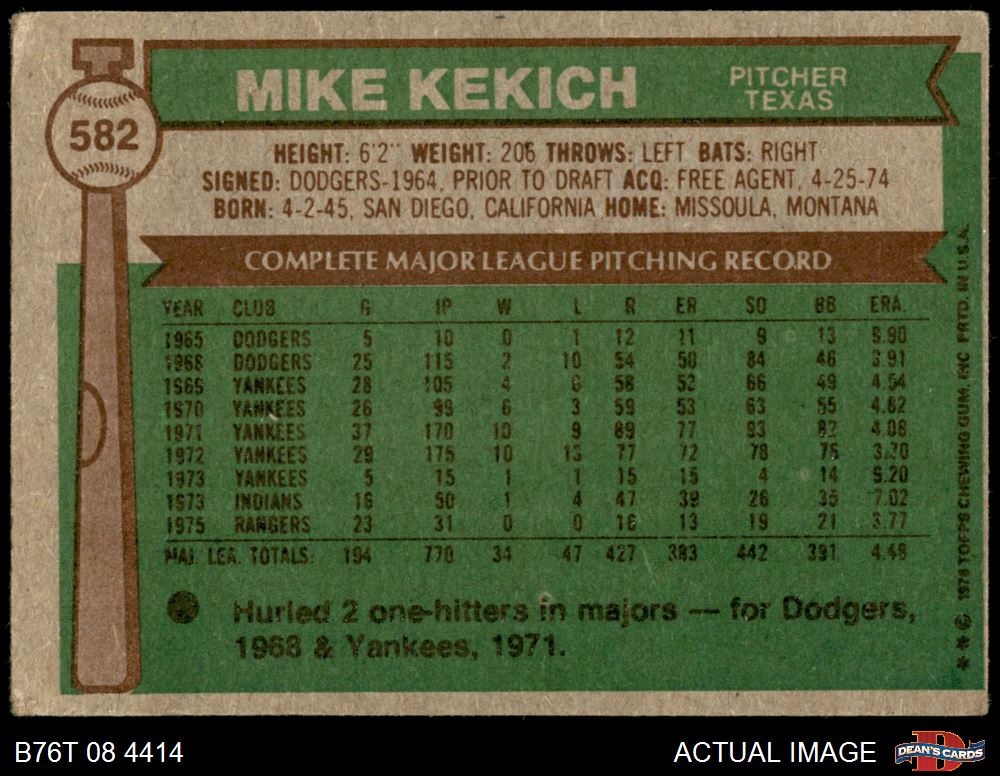 MIKE KEKICH
PITCHER
TEXAS
582
HEIGHT: 6'2" WEIGHT: 206 THROWS: LEFT BATS: RIGHT
SIGNED: DODGERS-1964, PRIOR TO DRAFT ACQ: FREE AGENT, 4-25-74
BORN: 4-2-45, SAN DIEGO, CALIFORNIA HOME: MISSOULA, MONTANA
COMPLETE MAJOR LEAGUE PITCHING RECORD
YEAR CLUB G IP W L R ER SO BB ERA.
1965 DODGERS 5 10 0 1 12 11 9 13 9.90
1968 DODGERS 25 115 2 10 54 50 84 46 3.91
1969 YANKEES 28 105 4 6 58 53 66 49 4.54
1970 YANKEES 26 99 6 3 59 53 63 55 4.82
1971 YANKEES 37 170 10 9 89 77 93 82 4.08
1972 YANKEES 29 175 10 13 77 72 78 76 3.70
1973 YANKEES 5 15 1 1 15 15 4 14 9.20
1973 INDIANS 16 50 1 4 47 39 26 35 7.02
1975 RANGERS 23 31 0 0 16 13 19 21 3.77
MAJ. LEA. TOTALS: 194 770 34 47 427 383 442 391 4.48
Hurled 2 one-hitters in majors — for Dodgers,
1968 & Yankees, 1971.
* * © 1976 TOPPS CHEWING GUM, INC PRTD. IN U.S.A.
B76T 08 4414
ACTUAL IMAGE
DEAN'S CARDS